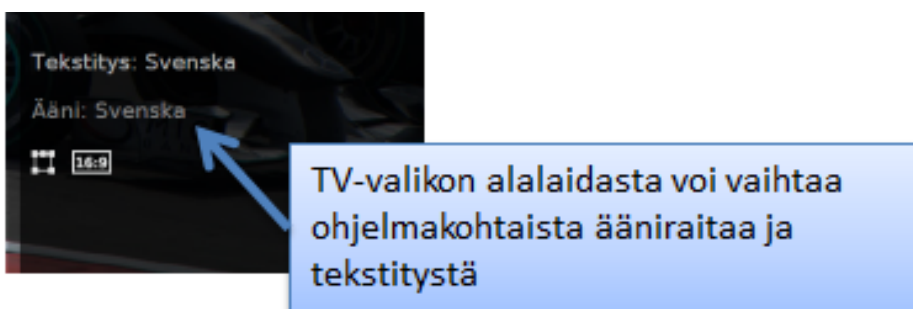 Tekstitys: Svenska
Ääni: Svenska
16:9
TV-valikon alalaidasta voi vaihtaa
ohjelmakohtaista ääniraitaa ja
tekstitystä